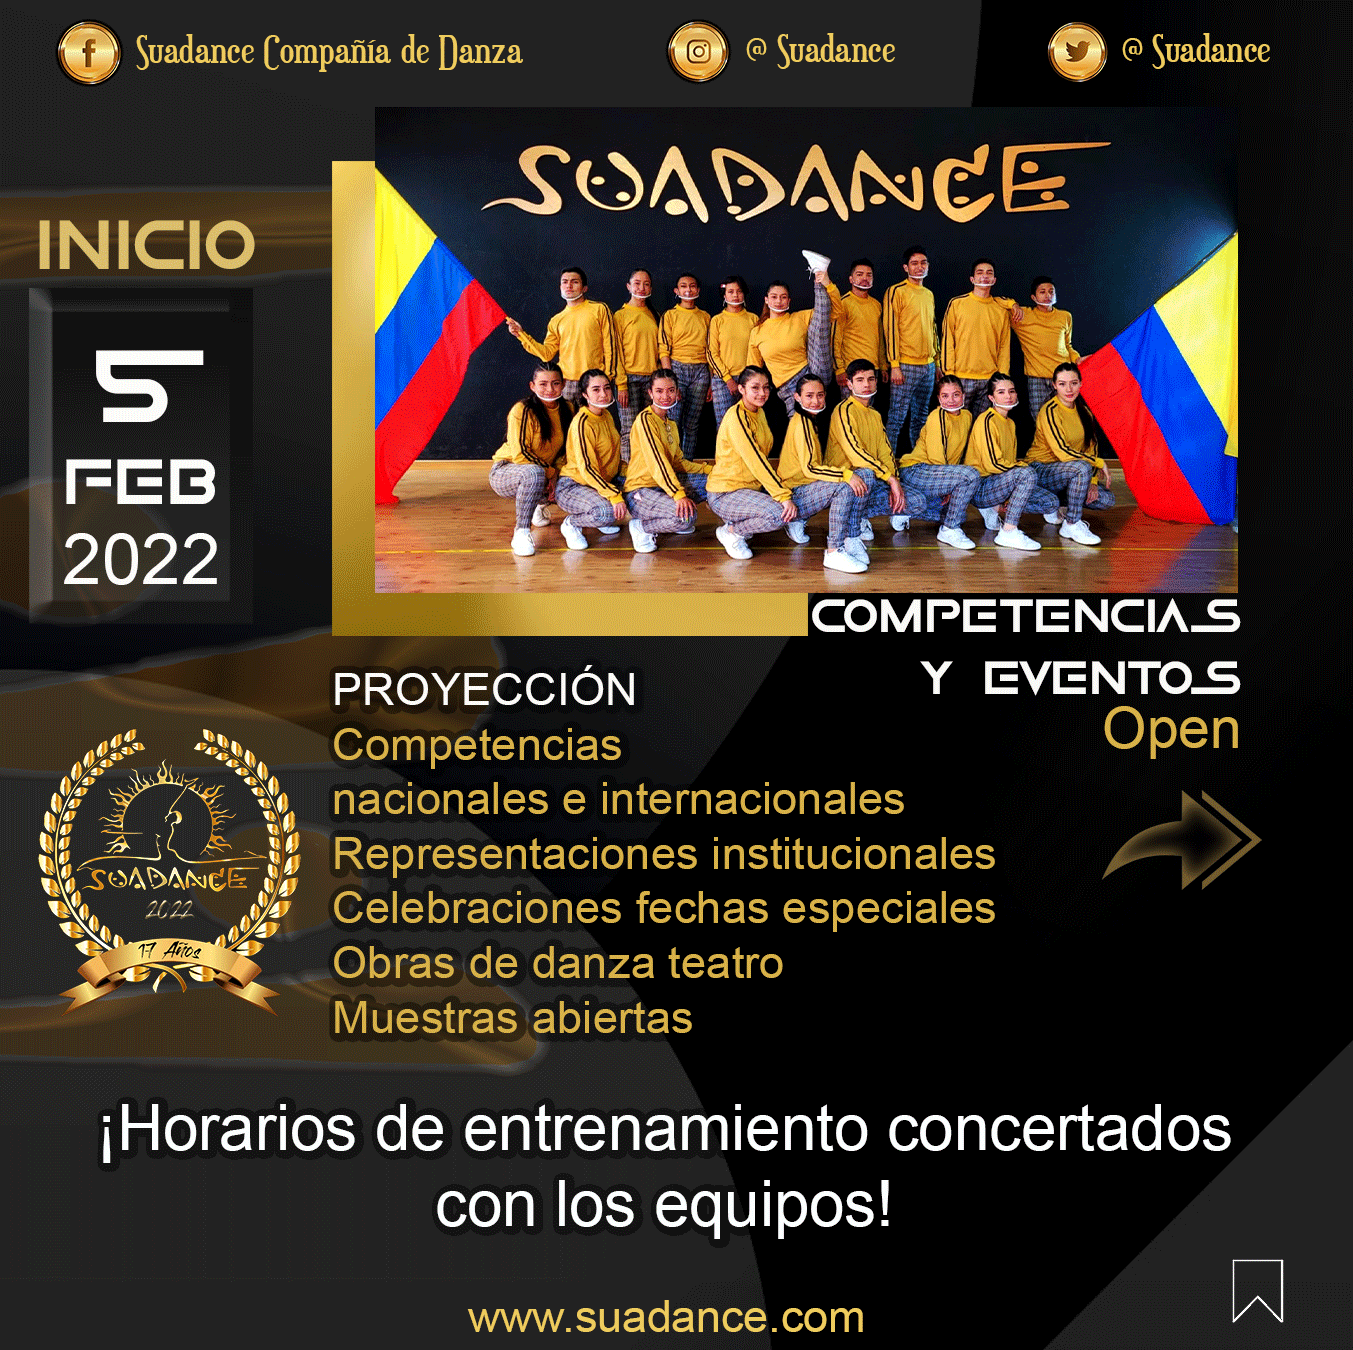 Suadance Compañía de Danza
@ Suadance
@ Suadance
SUADANCE
INICIO
5
FEB
2022
COMPETENCIAS
Y EVENTOS
Open
PROYECCIÓN
Competencias
nacionales e internacionales
Representaciones institucionales
Celebraciones fechas especiales
Obras de danza teatro
Muestras abiertas
SUADANCE
2022
17 Años
¡Horarios de entrenamiento concertados
con los equipos!
www.suadance.com